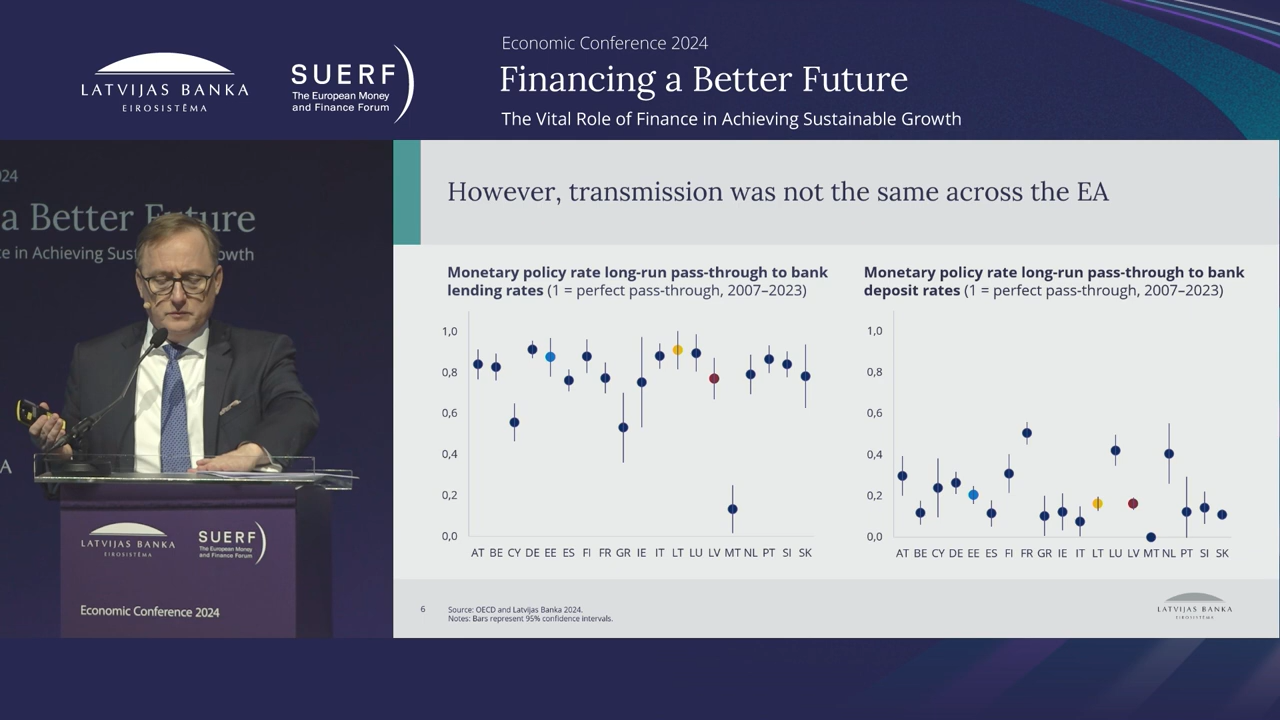 LATVIJAS BANKA
EIROSISTĒMA
SUERF
The European Money
and Finance Forum
Economic Conference 2024
Financing a Better Future
The Vital Role of Finance in Achieving Sustainable Growth
24
a Better Future
ce in Achieving Sust owth
A
LATVIJAS BANKA
EIROSISTĒMA
SUERF
The European Money
and Finance Forum
Economic Conference 2024
However, transmission was not the same across the EA
Monetary policy rate long-run pass-through to bank
lending rates (1 = perfect pass-through, 2007–2023)
1,0
0,8
0,6
0,4
0,2
0,0
AT BE CY DE EE ES FI FR GR IE IT LT LU LV MT NL PT SI SK
Monetary policy rate long-run pass-through to bank
deposit rates (1 = perfect pass-through, 2007–2023)
1,0
0,8
0,6
0,4
0,2
0,0
AT BE CY DE EE ES FI FR GR IE IT LT LU LV MT NL PT SI SK
6
Source: OECD and Latvijas Banka 2024.
Notes: Bars represent 95% confidence intervals.
LATVIJAS BANKA
EIROSISTĒMA